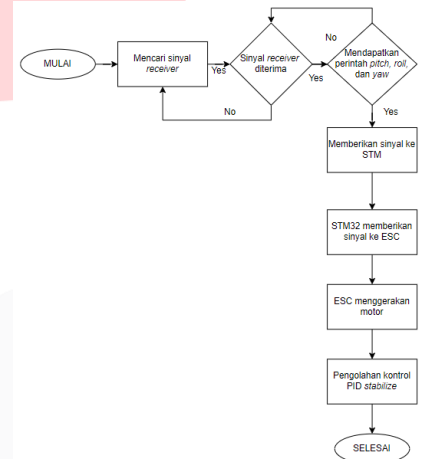 MULAI
Mencari sinyal
receiver
Yes
Sinyal receiver
diterima
No
Yes
No
Mendapatkan
perintah pitch, roll,
dan yaw
Yes
Memberikan sinyal ke
STM
STM32 memberikan
sinyal ke ESC
ESC menggerakan
motor
Pengolahan kontrol
PID stabilize
SELESAI